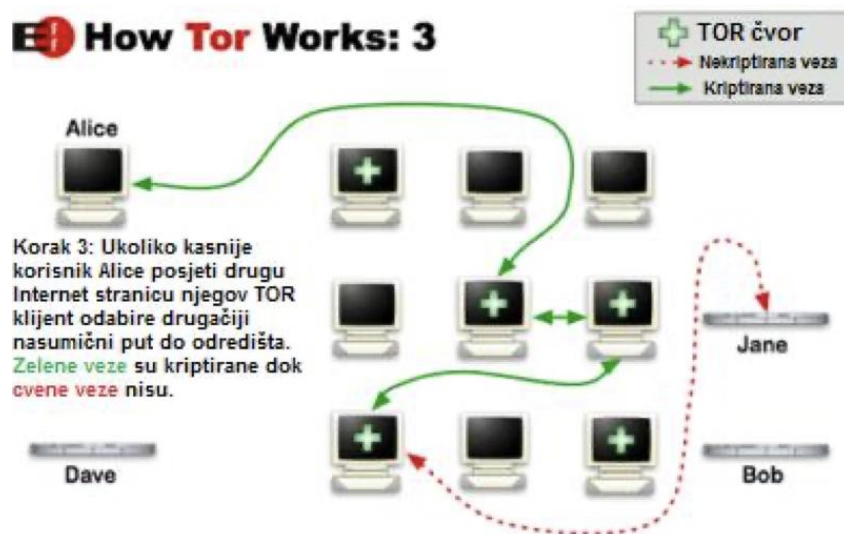 E How Tor Works: 3
TOR čvor
Nekriptirana veza
Kriptirana veza
Alice
Korak 3: Ukoliko kasnije
korisnik Alice posjeti drugu
Internet stranicu njegov TOR
klijent odabire drugačiji
nasumični put do odredišta.
Zelene veze su kriptirane dok
cvene veze nisu.
Jane
Dave
Bob